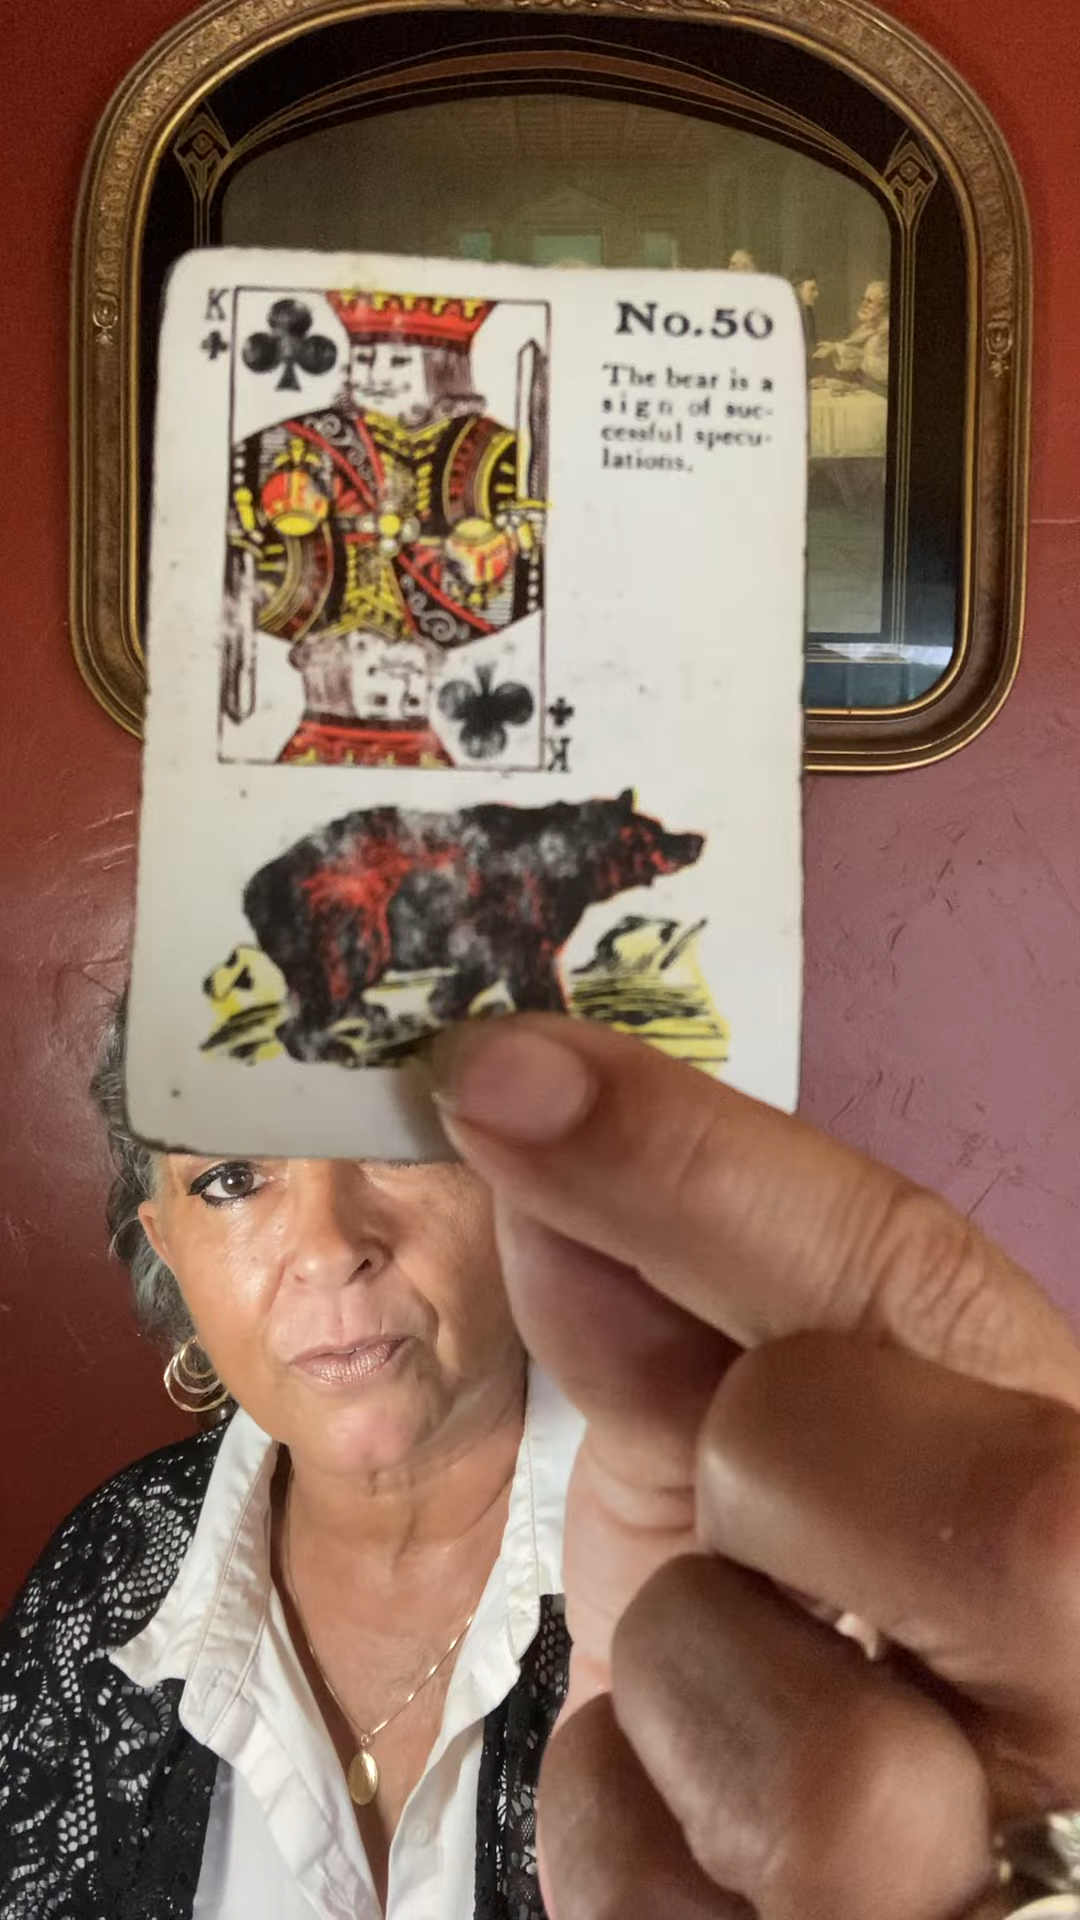 K
No.50
The bear is a
sign of suc-
cessful specu-
lations.
K